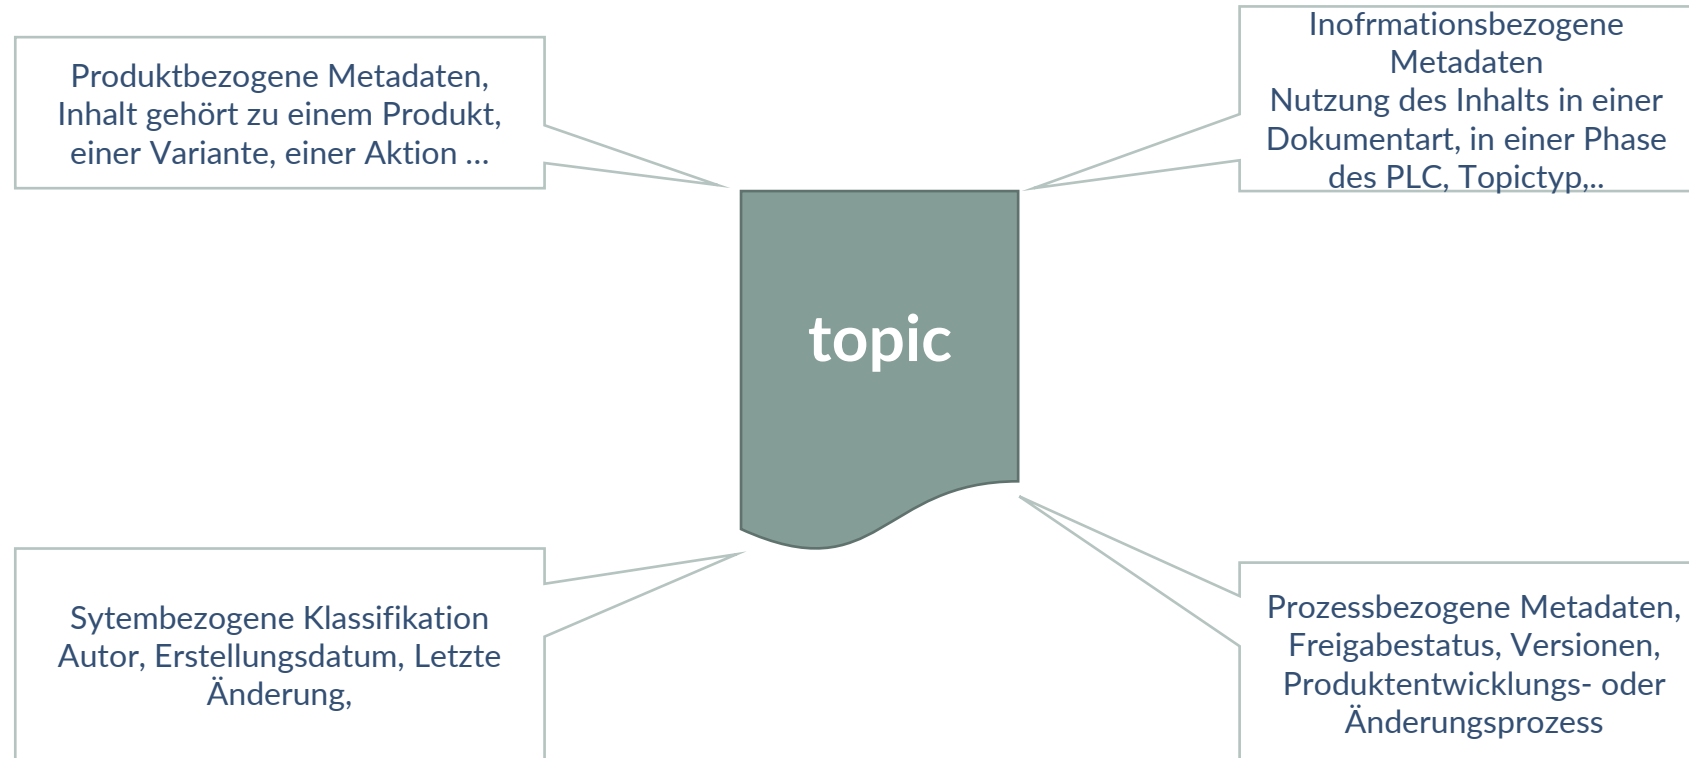 Produktbezogene Metadaten,
Inhalt gehört zu einem Produkt,
einer Variante, einer Aktion ...
Inofrmationsbezogene
Metadaten
Nutzung des Inhalts in einer
Dokumentart, in einer Phase
des PLC, Topictyp,..
topic
Sytembezogene Klassifikation
Autor, Erstellungsdatum, Letzte
Änderung,
Prozessbezogene Metadaten,
Freigabestatus, Versionen,
Produktentwicklungs- oder
Änderungsprozess